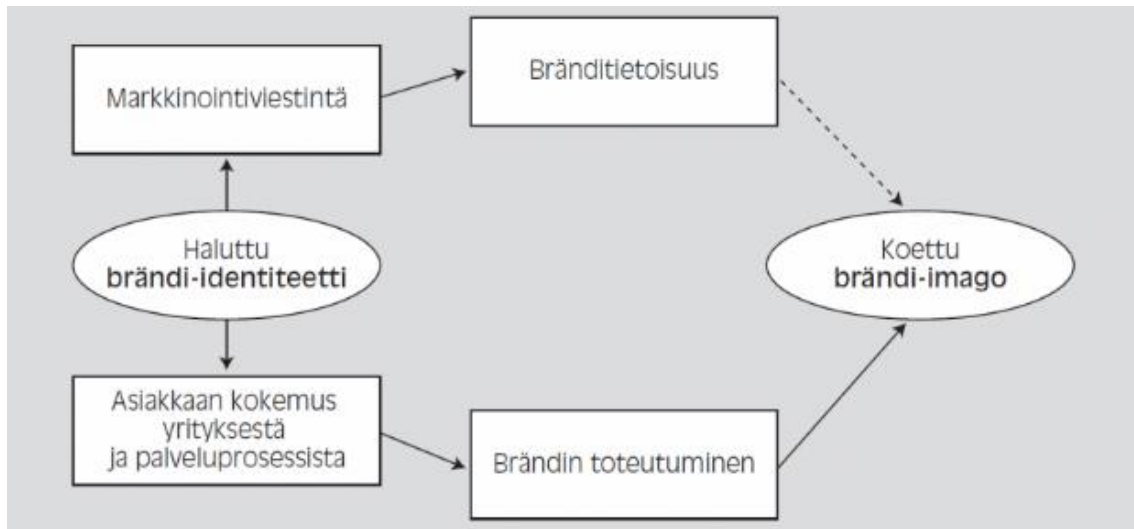 Markkinointiviestintä
Bränditietoisuus
Haluttu
brändi-identiteetti
Koettu
brändi-imago
Asiakkaan kokemus
yrityksestä
ja palveluprosessista
Brändin toteutuminen